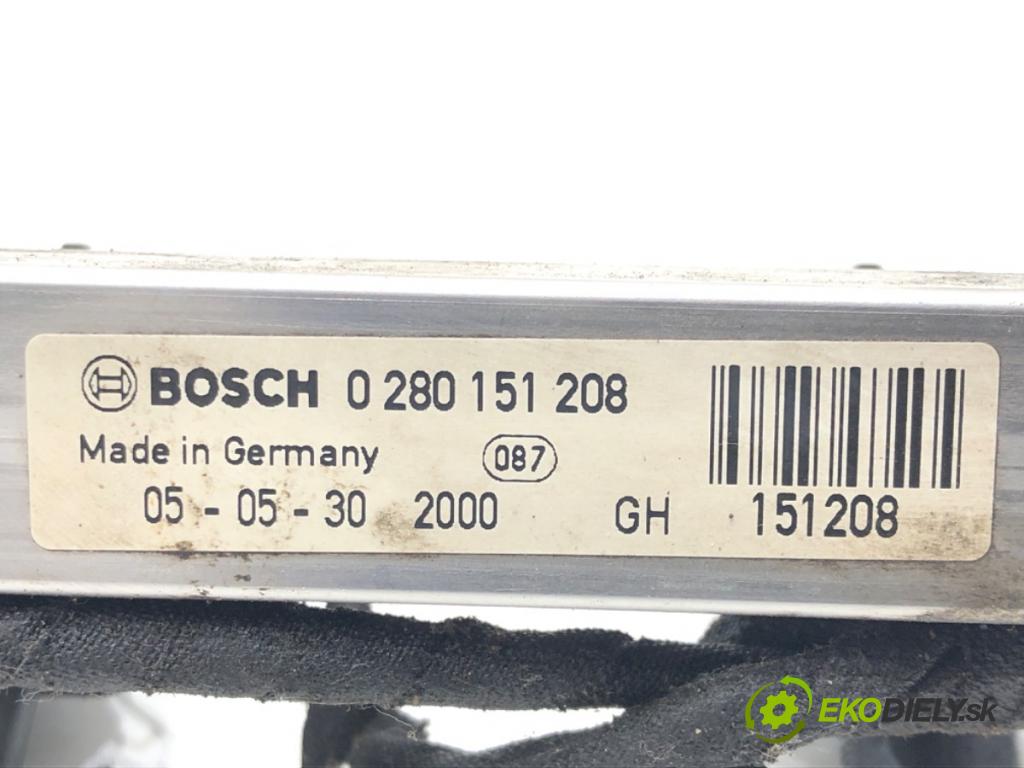 BOSCH 0 280 151 208
Made in Germany 087
05 - 05 - 30 2000 GH 151208
EKODIELY.sk